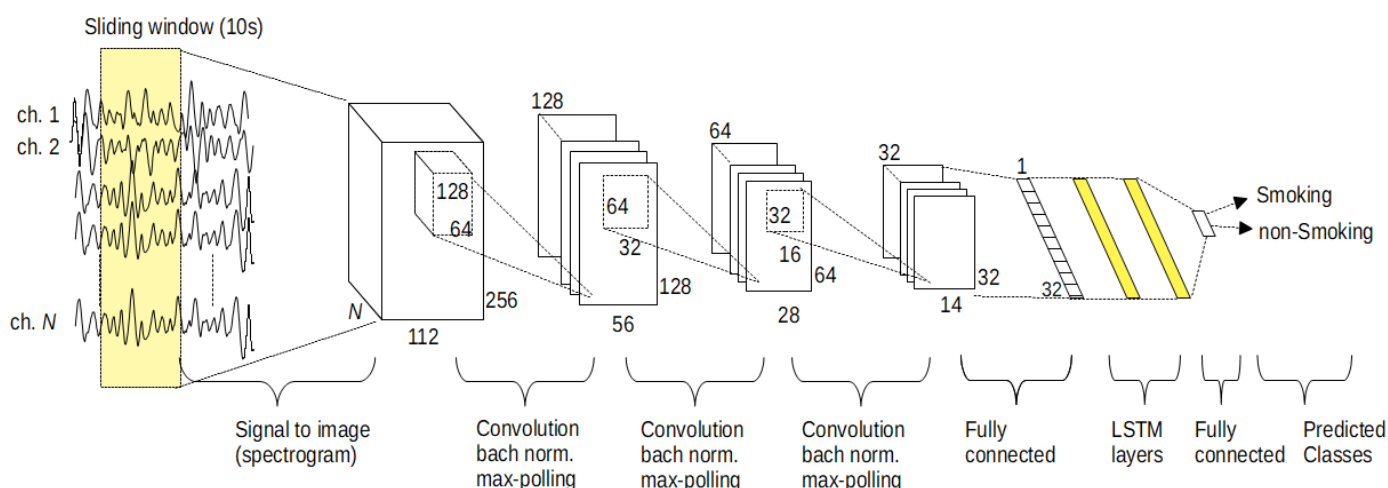 Sliding window (10s)
ch. 1
ch. 2
ch. N
N
112
256
128
64
128
64
32
56
128
64
32
16
28
64
32
14
32
1
32
Smoking
non-Smoking
Signal to image
(spectrogram)
Convolution
bach norm.
max-polling
Convolution
bach norm.
max-polling
Convolution
bach norm.
max-polling
Fully
connected
LSTM
layers
Fully
connected
Predicted
Classes